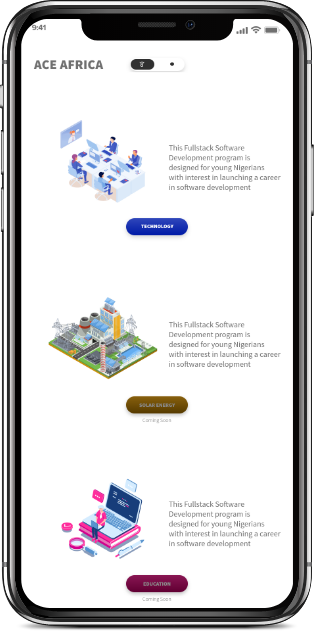 9:41
ACE AFRICA
This Fullstack Software
Development program is
designed for young Nigerians
with interest in launching a career
in software development
TECHNOLOGY
This Fullstack Software
Development program is
designed for young Nigerians
with interest in launching a career
in software development
SOLAR ENERGY
Coming Soon
This Fullstack Software
Development program is
designed for young Nigerians
with interest in launching a career
in software development
EDUCATION
Coming Soon